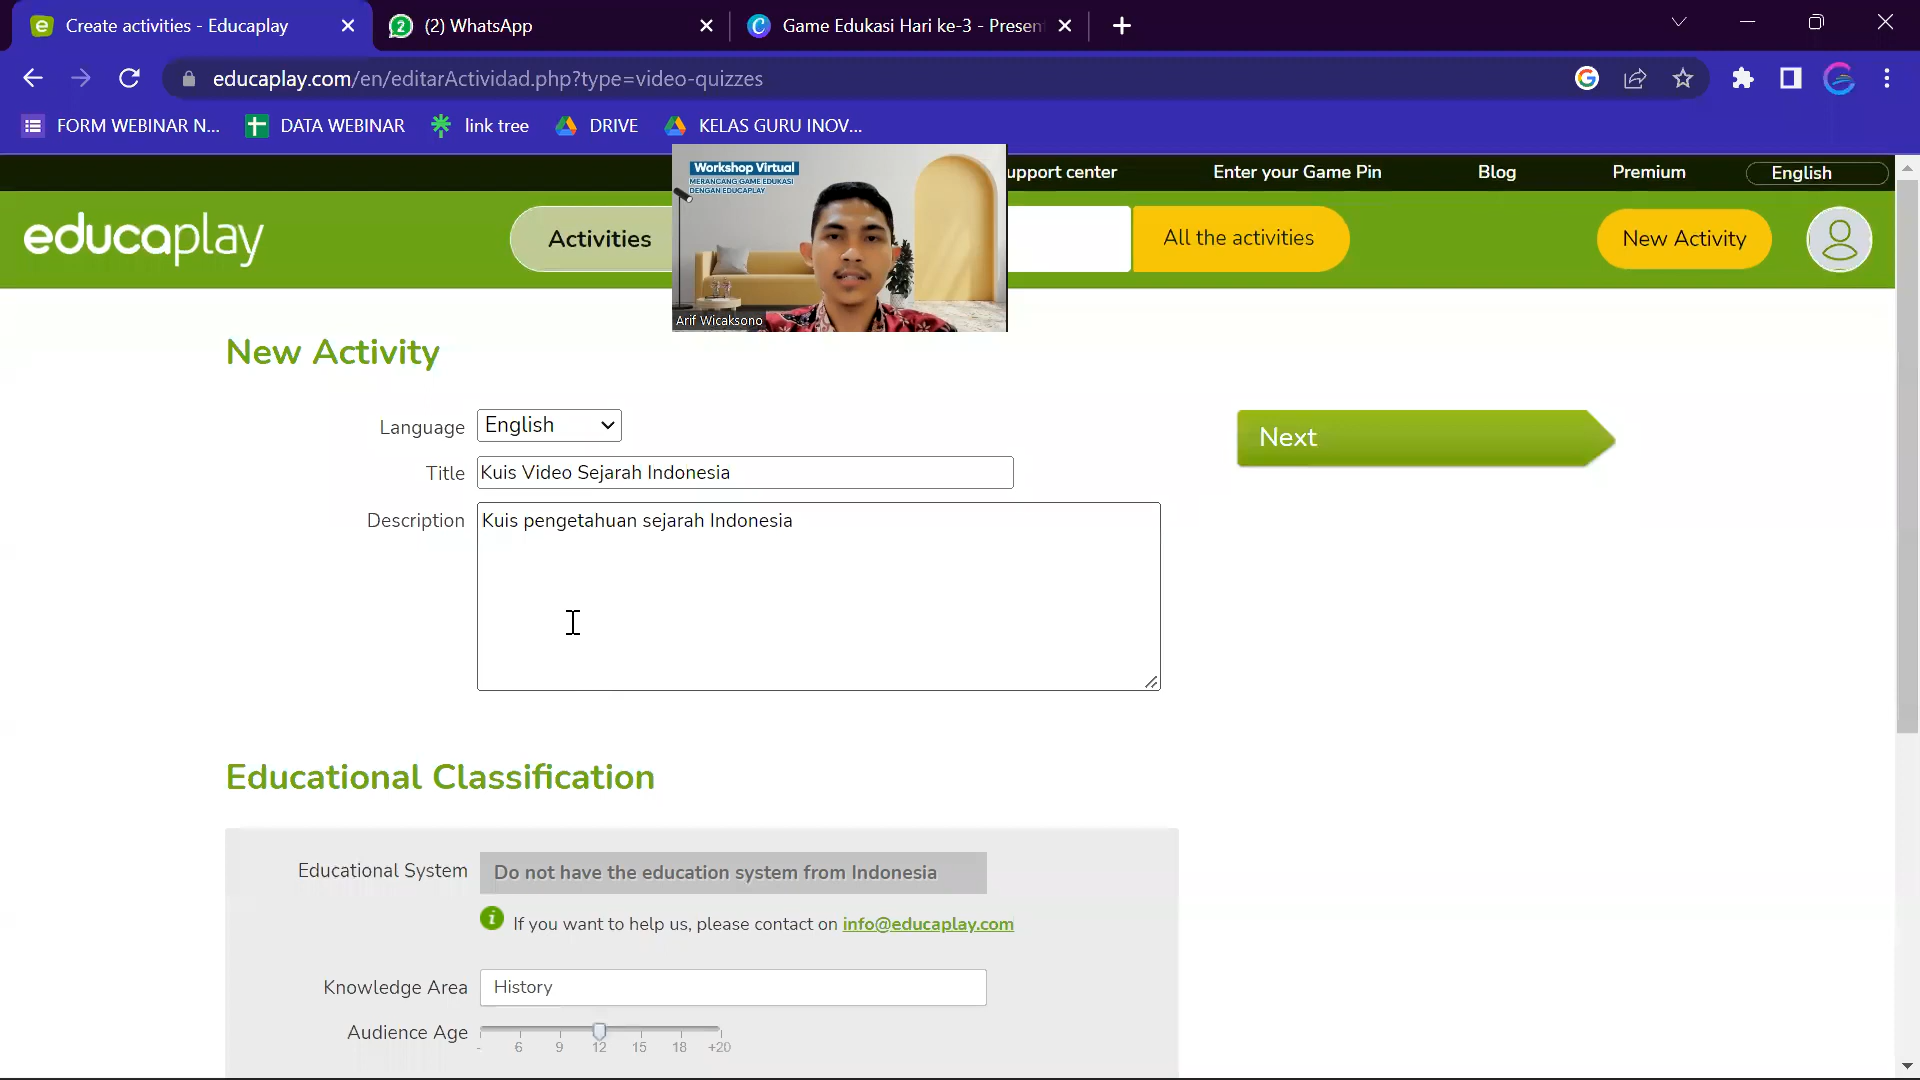 Create activities - Educaplay
(2) WhatsApp
Game Edukasi Hari ke-3 - Presen
educaplay.com/en/editarActividad.php?type=video-quizzes
FORM WEBINAR N...
DATA WEBINAR
link tree
DRIVE
KELAS GURU INOV...
upport center
Enter your Game Pin
Blog
Premium
English
educaplay
Activities
Workshop Virtual
MERANCANG GAME EDUKASI
DENGAN EDUCAPLAY
Arif Wicaksono
All the activities
New Activity
New Activity
Language
English
Next
Title
Kuis Video Sejarah Indonesia
Description
Kuis pengetahuan sejarah Indonesia
Educational Classification
Educational System
Do not have the education system from Indonesia
If you want to help us, please contact on info@educaplay.com
Knowledge Area
History
Audience Age
- 6 9 12 15 18 +20